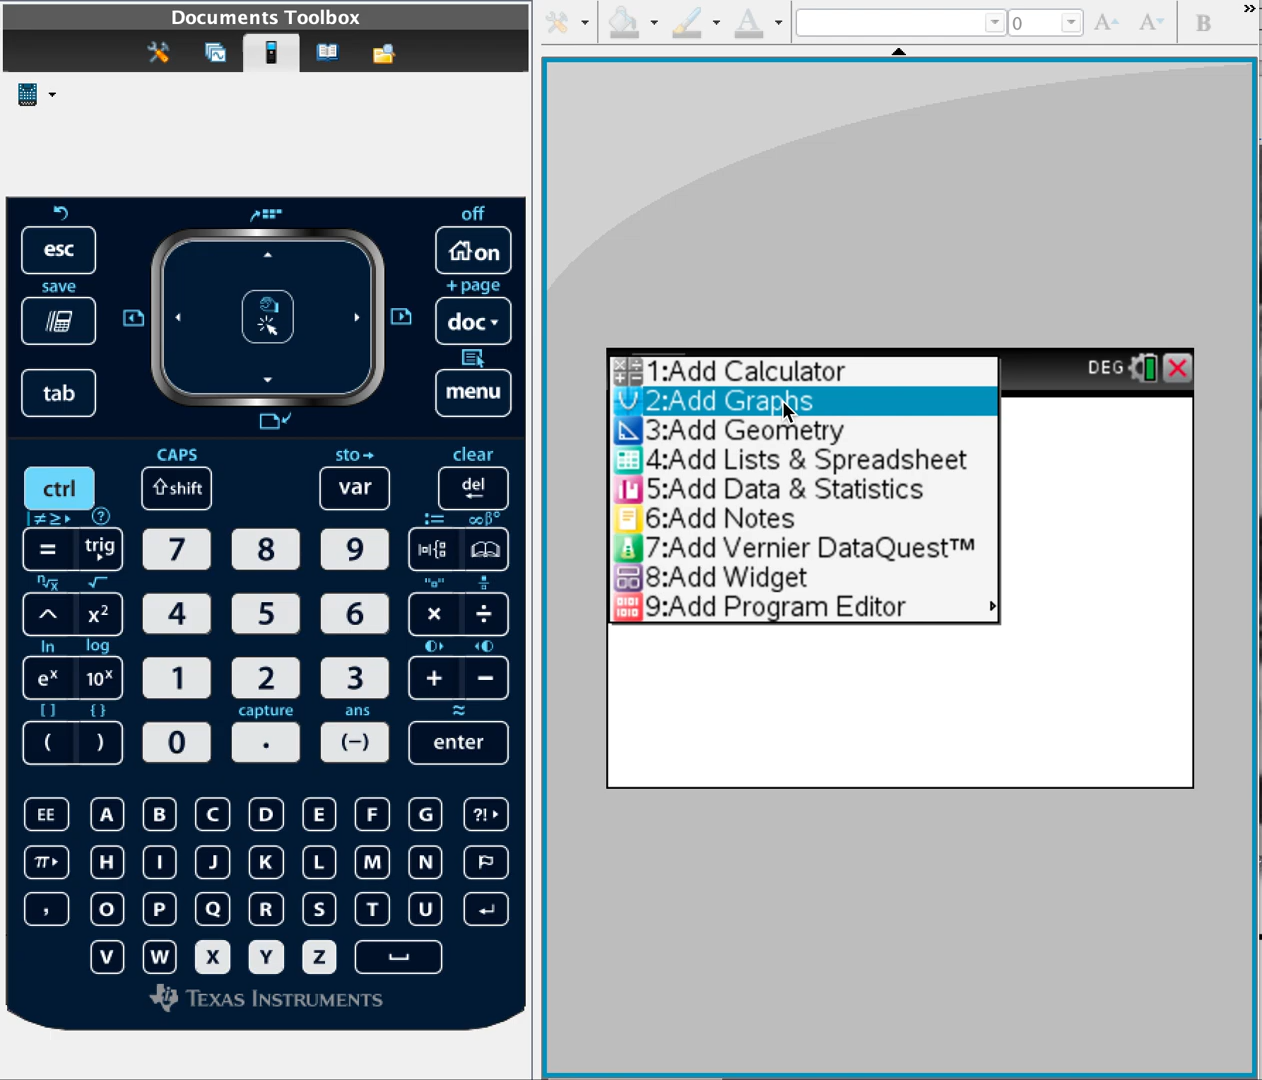 Documents Toolbox
0
A
A
A
B
off
esc
on
save
+ page
doc
tab
menu
CAPS
sto→
clear
ctrl
⇧shift
var
del
|≠≥▸
?
:=
∞β°
=
trig
7
8
9
|□|{□
ⁿ√x
√
"□"
^
x²
4
5
6
×
÷
ln
log
eˣ
10ˣ
1
2
3
+
−
[ ]
{ }
capture
ans
≈
(
)
0
.
(−)
enter
EE
A
B
C
D
E
F
G
?!▸
π▸
H
I
J
K
L
M
N
,
O
P
Q
R
S
T
U
V
W
X
Y
Z
TEXAS INSTRUMENTS
DEG
1:Add Calculator
2:Add Graphs
3:Add Geometry
4:Add Lists & Spreadsheet
5:Add Data & Statistics
6:Add Notes
7:Add Vernier DataQuest™
8:Add Widget
9:Add Program Editor